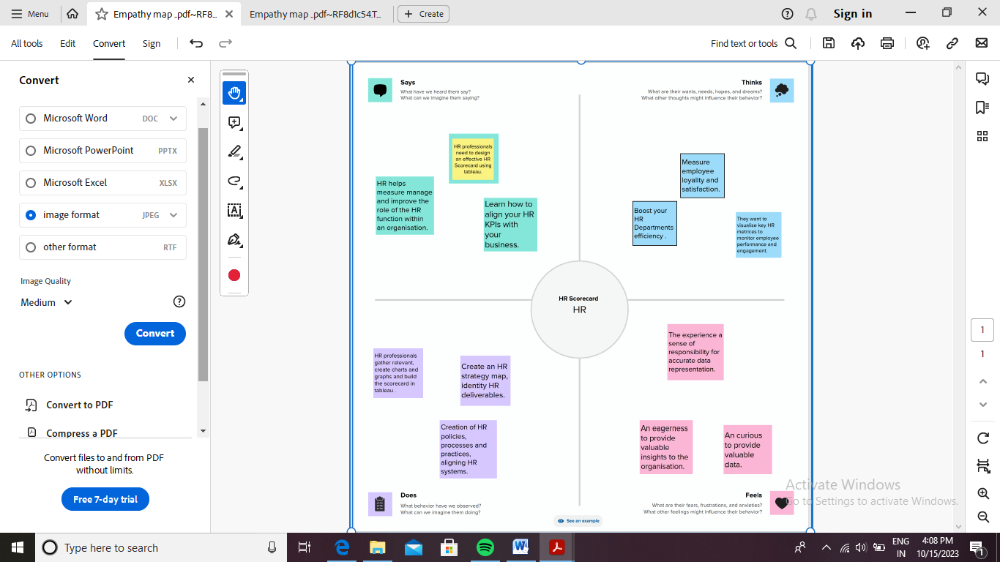 Menu
Empathy map ..pdf~RF8...
Empathy map ..pdf~RF8d1c54.T...
Create
Sign in
All tools
Edit
Convert
Sign
Find text or tools
Convert
Microsoft Word DOC
Microsoft PowerPoint PPTX
Microsoft Excel XLSX
image format JPEG
other format RTF
Image Quality
Medium
Convert
OTHER OPTIONS
Convert to PDF
Compress a PDF
Convert files to and from PDF
without limits.
Free 7-day trial
Says
What have we heard them say?
What can we imagine them saying?
HR professionals
need to design
an effective HR
Scorecard using
tableau.
HR helps
measure manage
and improve the
role of the HR
function within
an organisation.
Learn how to
align your HR
KPIs with
your
business.
Thinks
What are their wants, needs, hopes, and dreams?
What other thoughts might influence their behavior?
Measure
employee
loyality and
satisfaction.
Boost your
HR
Departments
efficiency .
They want to
visualise key HR
metrices to
monitor employee
performance and
engagement.
HR Scorecard
HR
HR professionals
gather relevant,
create charts and
graphs and build
the scorecard in
tableau .
Create an HR
strategy map,
identity HR
deliverables.
Creation of HR
policies,
processes and
practices,
aligning HR
systems.
Does
What behavior have we observed?
What can we imagine them doing?
The experience a
sense of
responsibility for
accurate data
representation.
An eagerness
to provide
valuable
insights to the
organisation.
An curious
to provide
valuable
data.
Feels
What are their fears, frustrations, and anxieties?
What other feelings might influence their behavior?
See an example
1
1
Activate Windows
Go to Settings to activate Windows.
Type here to search
ENG
IN
4:08 PM
10/15/2023
1